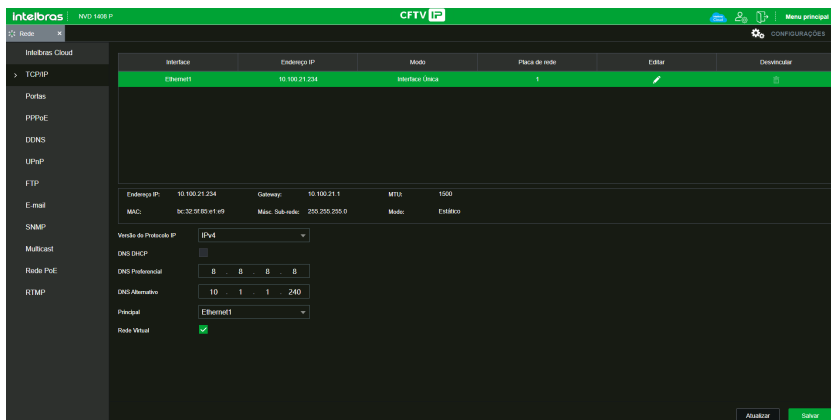 intelbras NVD 1408 P CFTV IP Menu principal
Rede x CONFIGURAÇÕES
Intelbras Cloud
TCP/IP
Portas
PPPoE
DDNS
UPnP
FTP
E-mail
SNMP
Multicast
Rede PoE
RTMP
Interface Endereço IP Modo Placa de rede Editar Desvincular
Ethernet1 10.100.21.234 Interface Única 1
Endereço IP: 10.100.21.234 Gateway: 10.100.21.1 MTU: 1500
MAC: bc:32:5f:85:e1:e9 Másc. Sub-rede: 255.255.255.0 Modo: Estático
Versão do Protocolo IP IPv4
DNS DHCP
DNS Preferencial 8 . 8 . 8 . 8
DNS Alternativo 10 . 1 . 1 . 240
Principal Ethernet1
Rede Virtual
Atualizar Salvar